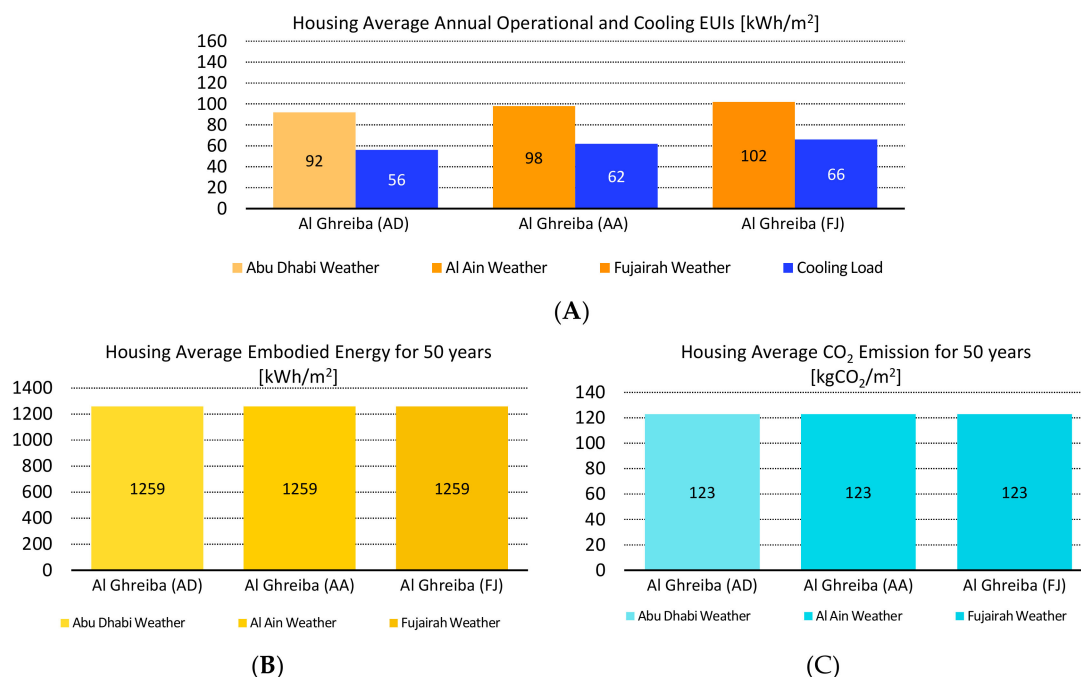 Housing Average Annual Operational and Cooling EUIs [kWh/m²]
160
140
120
100
80
60
40
20
0
92
56
98
62
102
66
Al Ghreiba (AD)
Al Ghreiba (AA)
Al Ghreiba (FJ)
Abu Dhabi Weather
Al Ain Weather
Fujairah Weather
Cooling Load
(A)
Housing Average Embodied Energy for 50 years
[kWh/m²]
1400
1200
1000
800
600
400
200
0
1259
1259
1259
Al Ghreiba (AD)
Al Ghreiba (AA)
Al Ghreiba (FJ)
Abu Dhabi Weather
Al Ain Weather
Fujairah Weather
(B)
Housing Average CO₂ Emission for 50 years
[kgCO₂/m²]
140
120
100
80
60
40
20
0
123
123
123
Al Ghreiba (AD)
Al Ghreiba (AA)
Al Ghreiba (FJ)
Abu Dhabi Weather
Al Ain Weather
Fujairah Weather
(C)